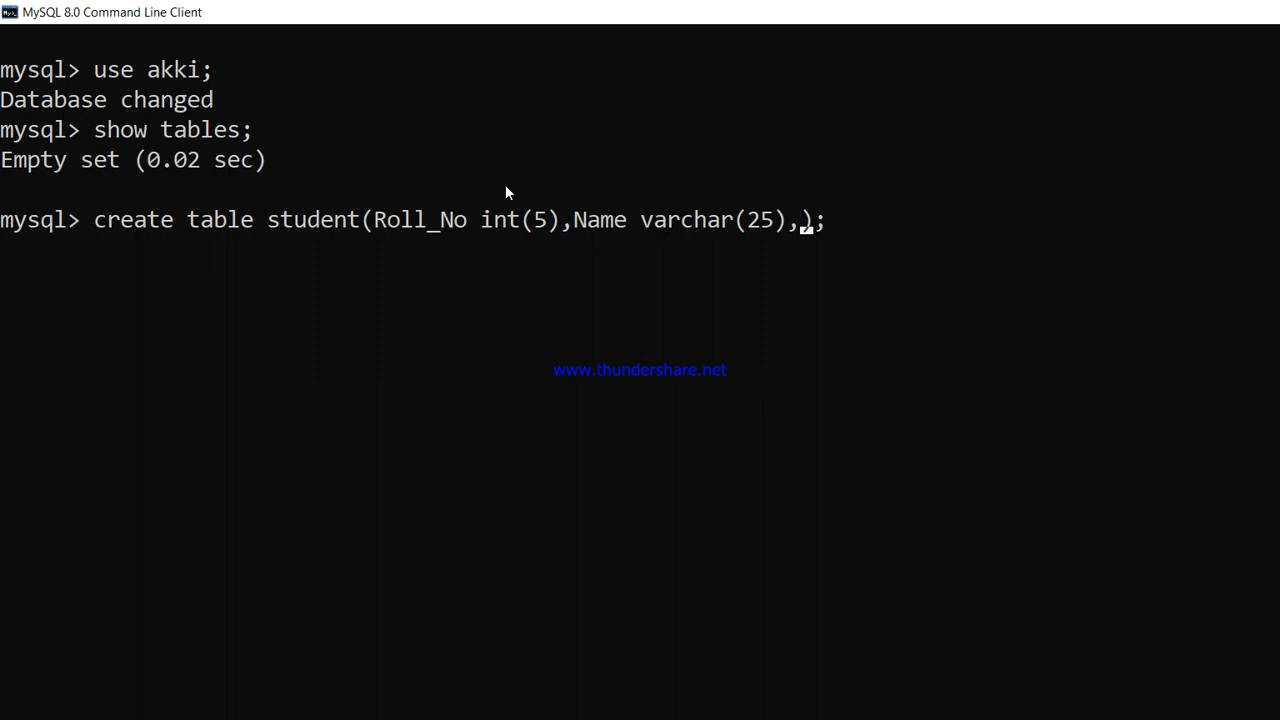 MySQL 8.0 Command Line Client
mysql> use akki;
Database changed
mysql> show tables;
Empty set (0.02 sec)
mysql> create table student(Roll_No int(5),Name varchar(25),);
www.thundershare.net